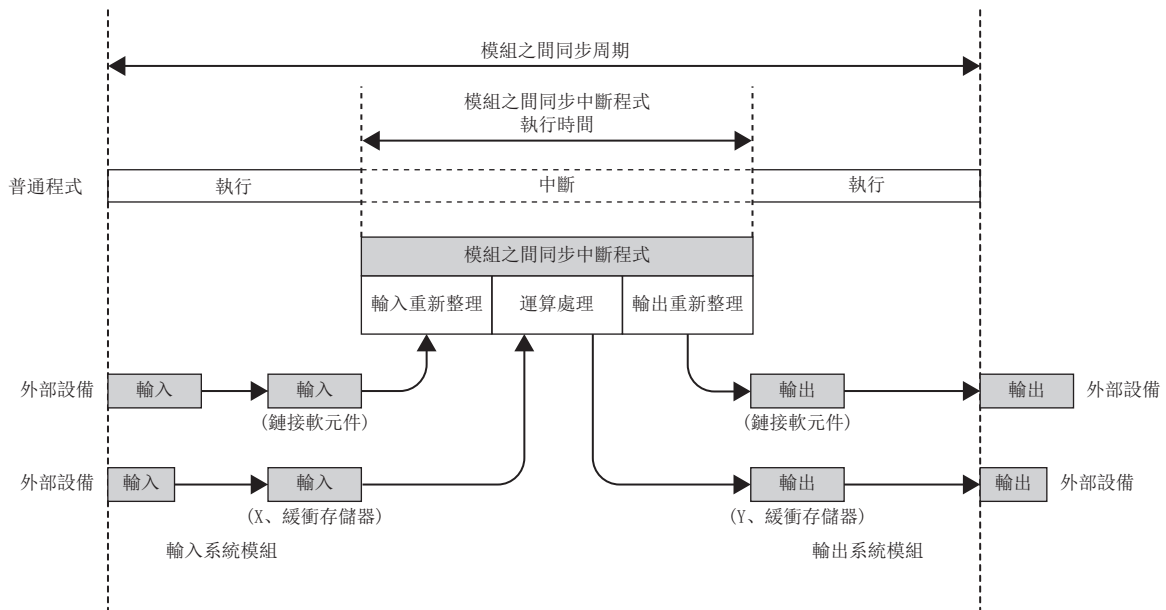 模組之間同步周期
模組之間同步中斷程式
執行時間
普通程式
執行
中斷
執行
模組之間同步中斷程式
輸入重新整理
運算處理
輸出重新整理
外部設備
輸入
輸入
輸出
輸出
外部設備
(鏈接軟元件)
(鏈接軟元件)
外部設備
輸入
輸入
輸出
輸出
外部設備
(X、緩衝存儲器)
(Y、緩衝存儲器)
輸入系統模組
輸出系統模組